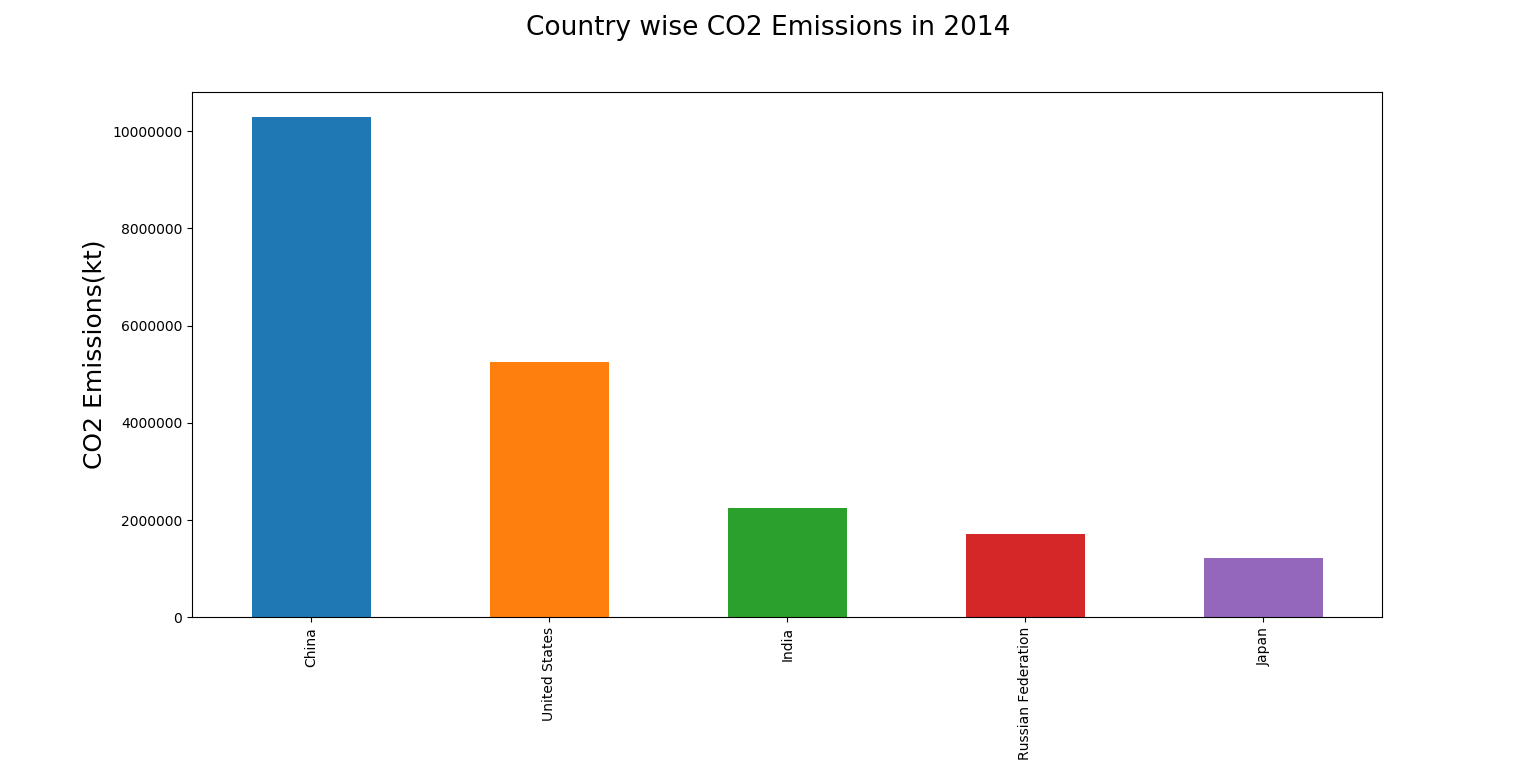 Country wise CO2 Emissions in 2014
CO2 Emissions(kt)
10000000
8000000
6000000
4000000
2000000
0
China
United States
India
Russian Federation
Japan